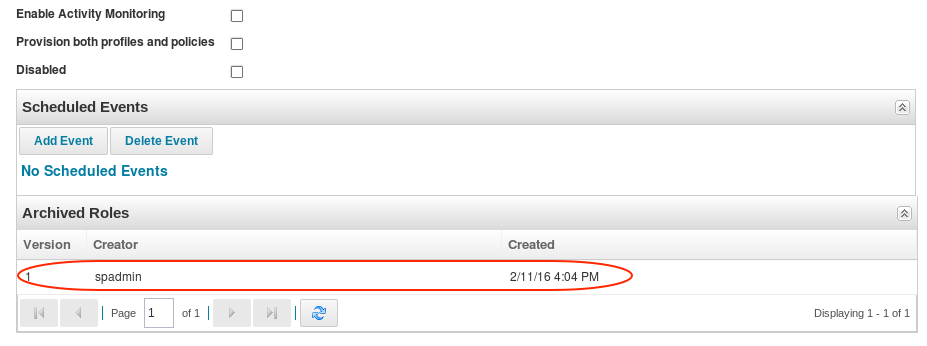 Enable Activity Monitoring
Provision both profiles and policies
Disabled
Scheduled Events
Add Event Delete Event
No Scheduled Events
Archived Roles
Version Creator Created
1 spadmin 2/11/16 4:04 PM
Page 1 of 1 Displaying 1 - 1 of 1